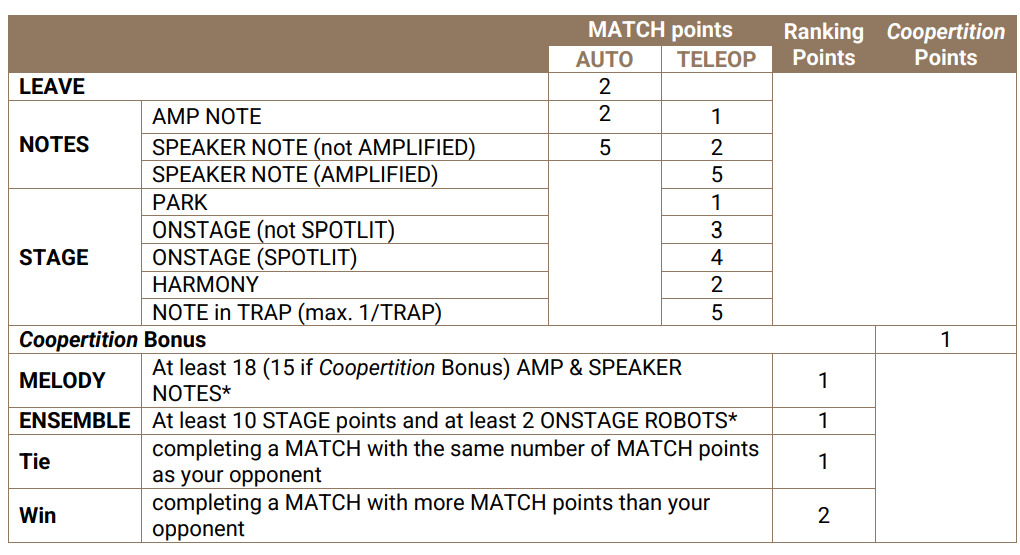 MATCH points Ranking Points Coopertition Points
AUTO TELEOP
LEAVE 2
NOTES
AMP NOTE 2 1
SPEAKER NOTE (not AMPLIFIED) 5 2
SPEAKER NOTE (AMPLIFIED) 5
STAGE
PARK 1
ONSTAGE (not SPOTLIT) 3
ONSTAGE (SPOTLIT) 4
HARMONY 2
NOTE in TRAP (max. 1/TRAP) 5
Coopertition Bonus 1
MELODY
At least 18 (15 if Coopertition Bonus) AMP & SPEAKER
NOTES* 1
ENSEMBLE At least 10 STAGE points and at least 2 ONSTAGE ROBOTS* 1
Tie
completing a MATCH with the same number of MATCH points
as your opponent 1
Win
completing a MATCH with more MATCH points than your
opponent 2